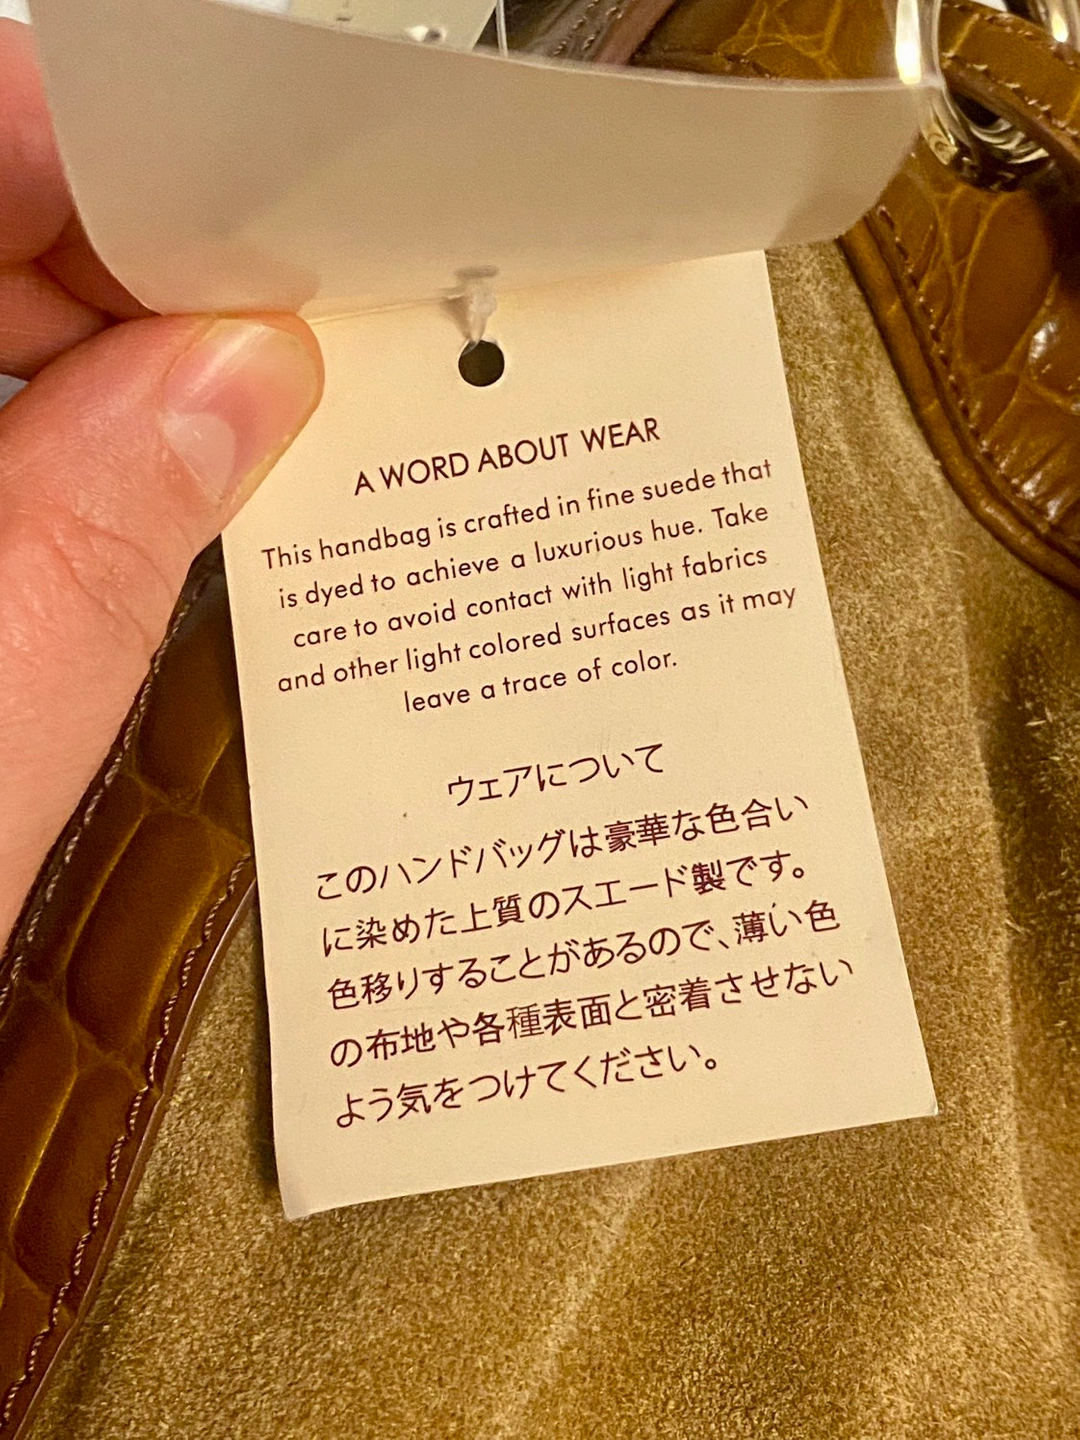 A WORD ABOUT WEAR
This handbag is crafted in fine suede that
is dyed to achieve a luxurious hue. Take
care to avoid contact with light fabrics
and other light colored surfaces as it may
leave a trace of color.
ウェアについて
このハンドバッグは豪華な色合い
に染めた上質のスエード製です。
色移りすることがあるので、薄い色
の布地や各種表面と密着させない
よう気をつけてください。